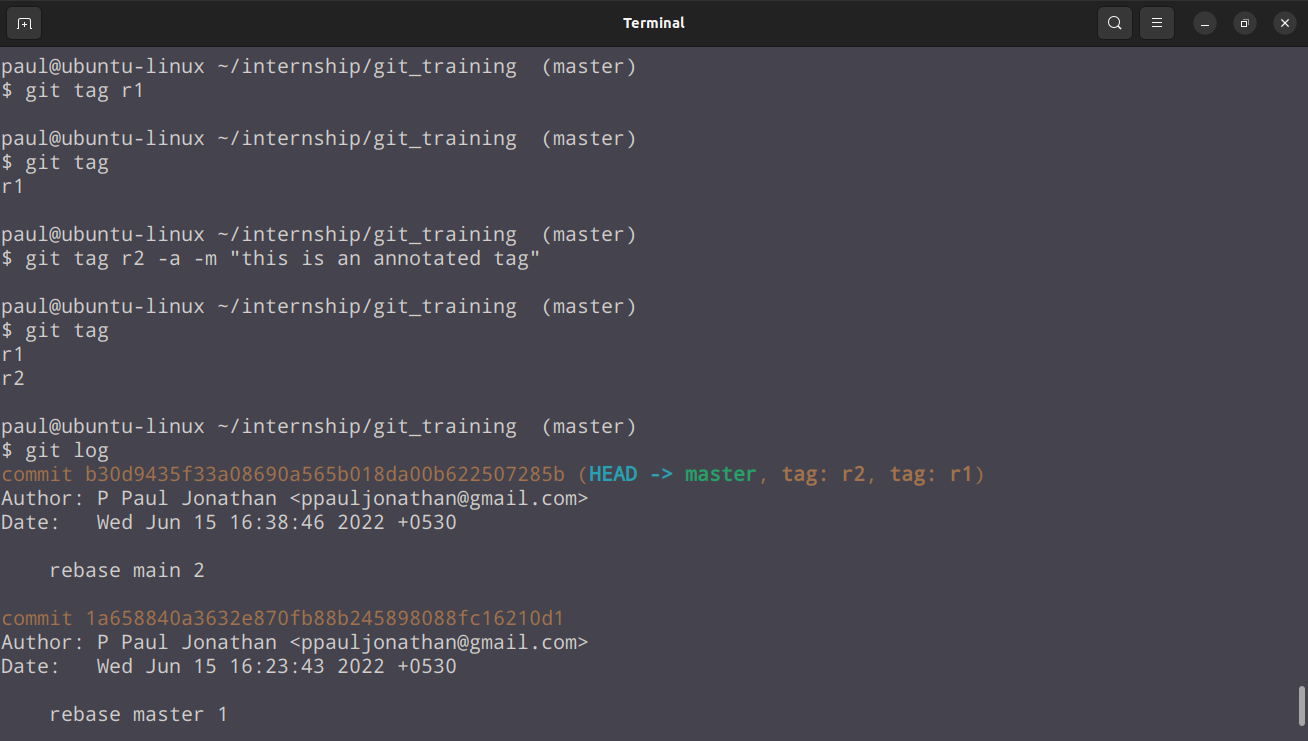 Terminal
paul@ubuntu-linux ~/internship/git_training  (master)
$ git tag r1
paul@ubuntu-linux ~/internship/git_training  (master)
$ git tag
r1
paul@ubuntu-linux ~/internship/git_training  (master)
$ git tag r2 -a -m "this is an annotated tag"
paul@ubuntu-linux ~/internship/git_training  (master)
$ git tag
r1
r2
paul@ubuntu-linux ~/internship/git_training  (master)
$ git log
commit b30d9435f33a08690a565b018da00b622507285b (HEAD -> master, tag: r2, tag: r1)
Author: P Paul Jonathan <ppauljonathan@gmail.com>
Date:   Wed Jun 15 16:38:46 2022 +0530
    rebase main 2
commit 1a658840a3632e870fb88b245898088fc16210d1
Author: P Paul Jonathan <ppauljonathan@gmail.com>
Date:   Wed Jun 15 16:23:43 2022 +0530
    rebase master 1